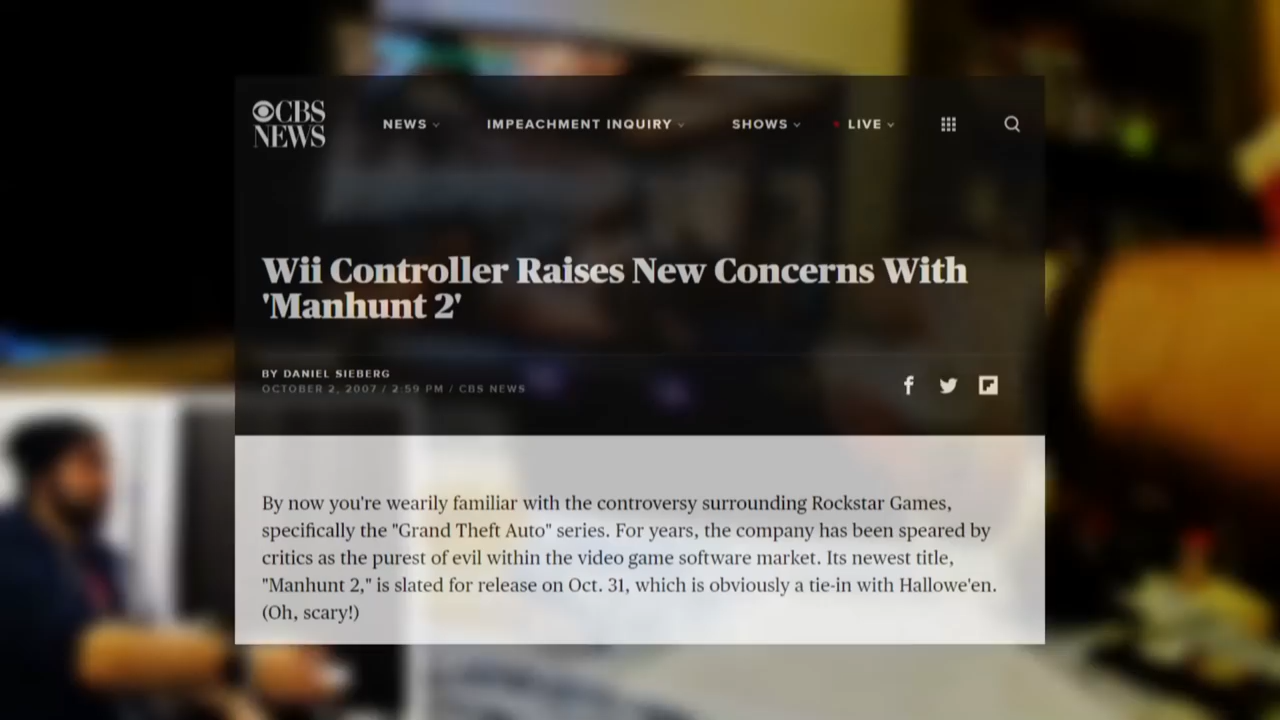 CBS
NEWS
NEWS IMPEACHMENT INQUIRY SHOWS LIVE
Wii Controller Raises New Concerns With
'Manhunt 2'
BY DANIEL SIEBERG
OCTOBER 2, 2007 / 2:59 PM / CBS NEWS
By now you're wearily familiar with the controversy surrounding Rockstar Games,
specifically the "Grand Theft Auto" series. For years, the company has been speared by
critics as the purest of evil within the video game software market. Its newest title,
"Manhunt 2," is slated for release on Oct. 31, which is obviously a tie-in with Hallowe'en.
(Oh, scary!)